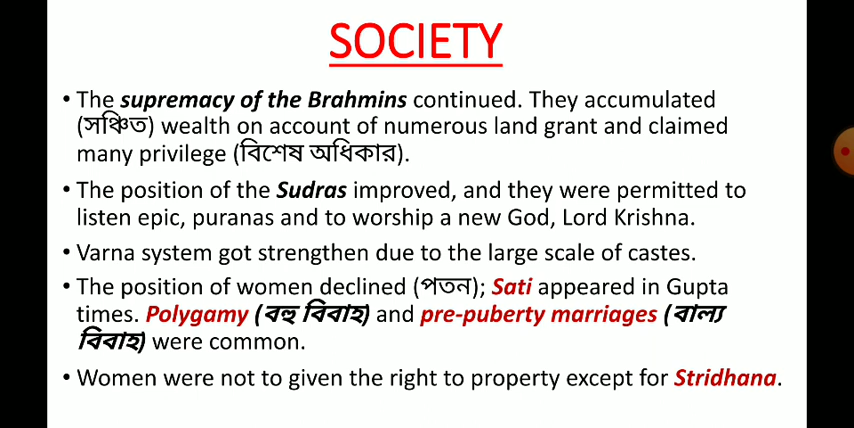 SOCIETY
• The supremacy of the Brahmins continued. They accumulated
(সঞ্চিত) wealth on account of numerous land grant and claimed
many privilege (বিশেষ অধিকার).
• The position of the Sudras improved, and they were permitted to
listen epic, puranas and to worship a new God, Lord Krishna.
• Varna system got strengthen due to the large scale of castes.
• The position of women declined (পতন); Sati appeared in Gupta
times. Polygamy (বহু বিবাহ) and pre-puberty marriages (বাল্য
বিবাহ) were common.
• Women were not to given the right to property except for Stridhana.